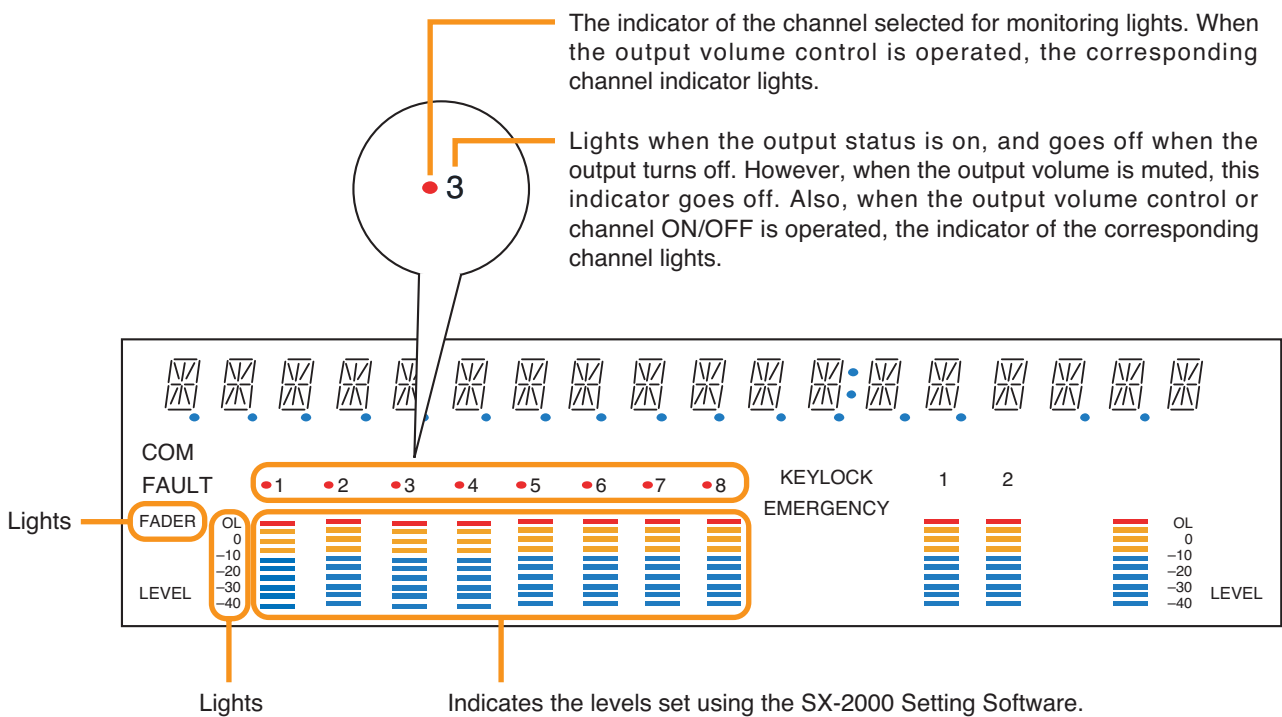 The indicator of the channel selected for monitoring lights. When
the output volume control is operated, the corresponding
channel indicator lights.
Lights when the output status is on, and goes off when the
output turns off. However, when the output volume is muted, this
indicator goes off. Also, when the output volume control or
channel ON/OFF is operated, the indicator of the corresponding
channel lights.
3
COM
FAULT
1 2 3 4 5 6 7 8
KEYLOCK 1 2
EMERGENCY
Lights
FADER
OL
0
–10
–20
–30
–40
LEVEL
OL
0
–10
–20
–30
–40
LEVEL
Lights
Indicates the levels set using the SX-2000 Setting Software.